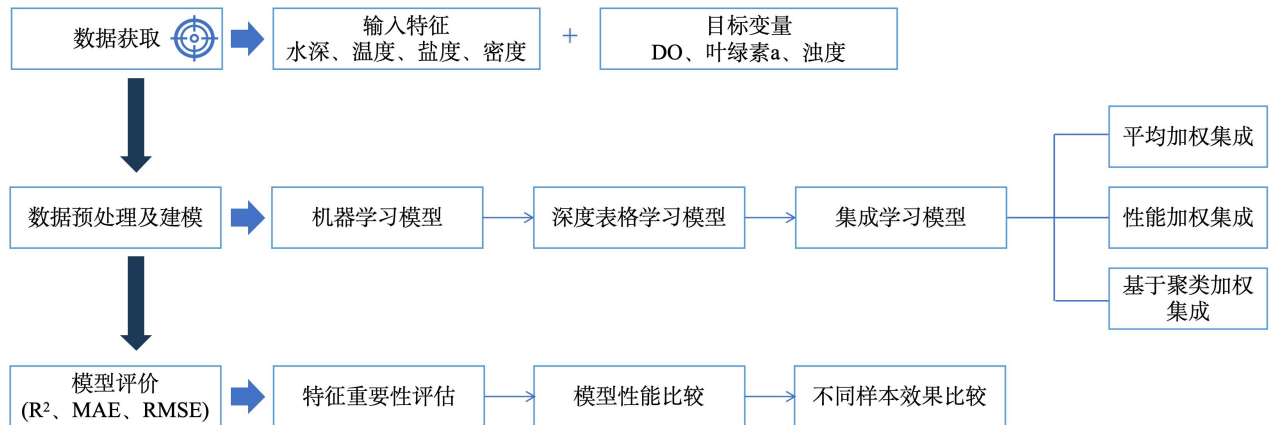 数据获取
输入特征
水深、温度、盐度、密度
+
目标变量
DO、叶绿素a、浊度
数据预处理及建模
机器学习模型
深度表格学习模型
集成学习模型
平均加权集成
性能加权集成
基于聚类加权
集成
模型评价
(R²、MAE、RMSE)
特征重要性评估
模型性能比较
不同样本效果比较